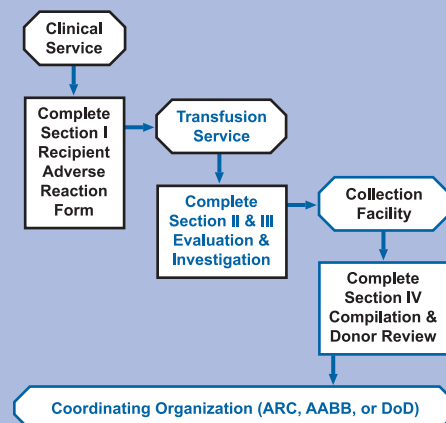 Clinical
Service
Complete
Section I
Recipient
Adverse
Reaction
Form
Transfusion
Service
Complete
Section II & III
Evaluation &
Investigation
Collection
Facility
Complete
Section IV
Compilation &
Donor Review
Coordinating Organization (ARC, AABB, or DoD)